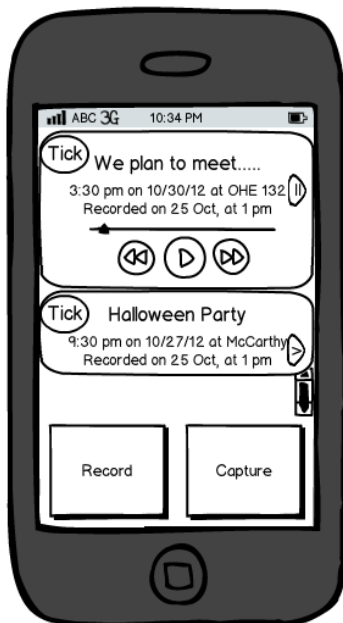 ABC 3G 10:34 PM
Tick
We plan to meet.....
3:30 pm on 10/30/12 at OHE 132
Recorded on 25 Oct, at 1 pm
Tick
Halloween Party
9:30 pm on 10/27/12 at McCarthy
Recorded on 25 Oct, at 1 pm
Record
Capture